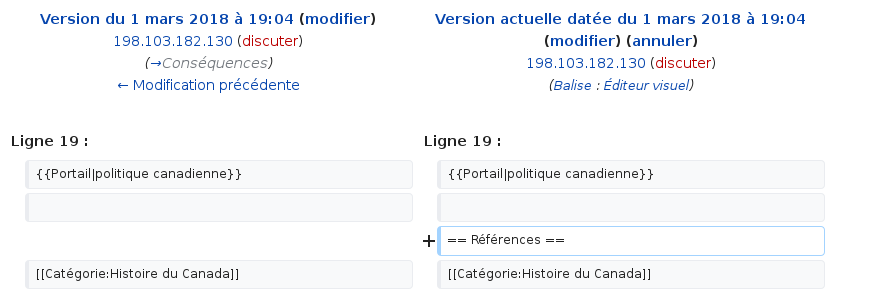 Version du 1 mars 2018 à 19:04 (modifier)
198.103.182.130 (discuter)
(→Conséquences)
← Modification précédente
Version actuelle datée du 1 mars 2018 à 19:04
(modifier) (annuler)
198.103.182.130 (discuter)
(Balise : Éditeur visuel)
Ligne 19 :
Ligne 19 :
{{Portail|politique canadienne}}
{{Portail|politique canadienne}}
+ == Références ==
[[Catégorie:Histoire du Canada]]
[[Catégorie:Histoire du Canada]]